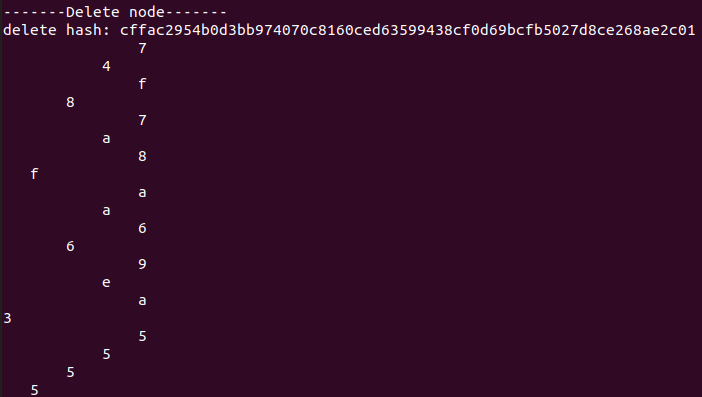 -------Delete node-------
delete hash: cffac2954b0d3bb974070c8160ced63599438cf0d69bcfb5027d8ce268ae2c01
7
4
f
8
7
a
8
f
a
a
6
6
9
e
a
3
5
5
5
5